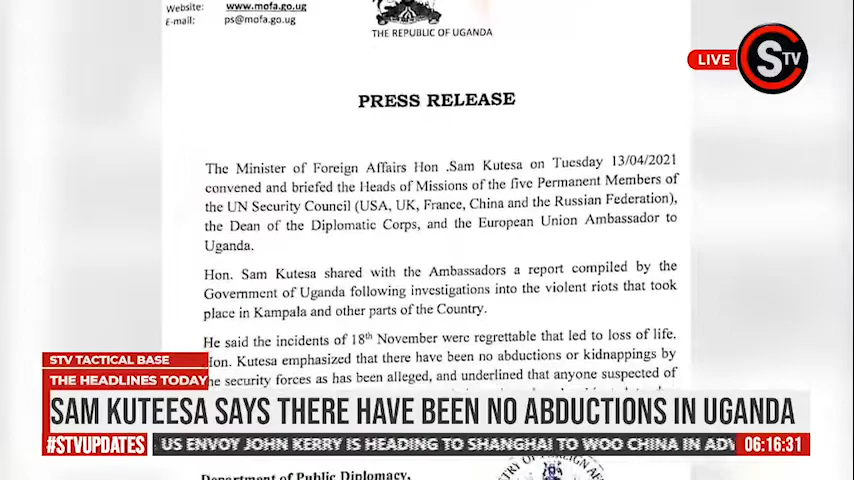 Website: www.mofa.go.ug
E-mail: ps@mofa.go.ug
THE REPUBLIC OF UGANDA
LIVE
STV
PRESS RELEASE
The Minister of Foreign Affairs Hon .Sam Kutesa on Tuesday 13/04/2021
convened and briefed the Heads of Missions of the five Permanent Members of
the UN Security Council (USA, UK, France, China and the Russian Federation),
the Dean of the Diplomatic Corps, and the European Union Ambassador to
Uganda.
Hon. Sam Kutesa shared with the Ambassadors a report compiled by the
Government of Uganda following investigations into the violent riots that took
place in Kampala and other parts of the Country.
He said the incidents of 18th November were regrettable that led to loss of life.
Hon. Kutesa emphasized that there have been no abductions or kidnappings by
the security forces as has been alleged, and underlined that anyone suspected of
STV TACTICAL BASE
THE HEADLINES TODAY
SAM KUTEESA SAYS THERE HAVE BEEN NO ABDUCTIONS IN UGANDA
#STVUPDATES
US ENVOY JOHN KERRY IS HEADING TO SHANGHAI TO WOO CHINA IN ADV
06:16:31
Department of Public Diplomacy,